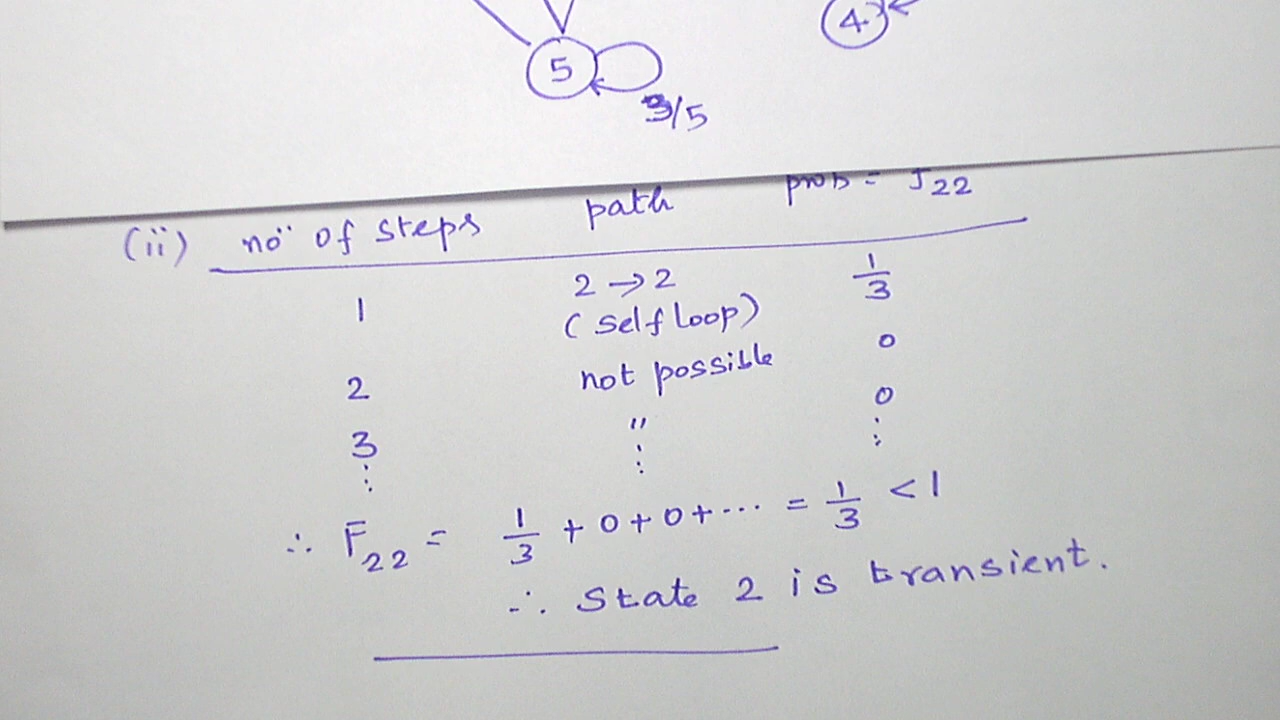 4
5
3/5
(ii) no of steps path prob = f22
1 2 → 2 1/3
(self loop)
2 not possible 0
3 " 0
⋮ ⋮ ⋮
∴ F22 = 1/3 + 0 + 0 + ... = 1/3 < 1
∴ State 2 is transient.